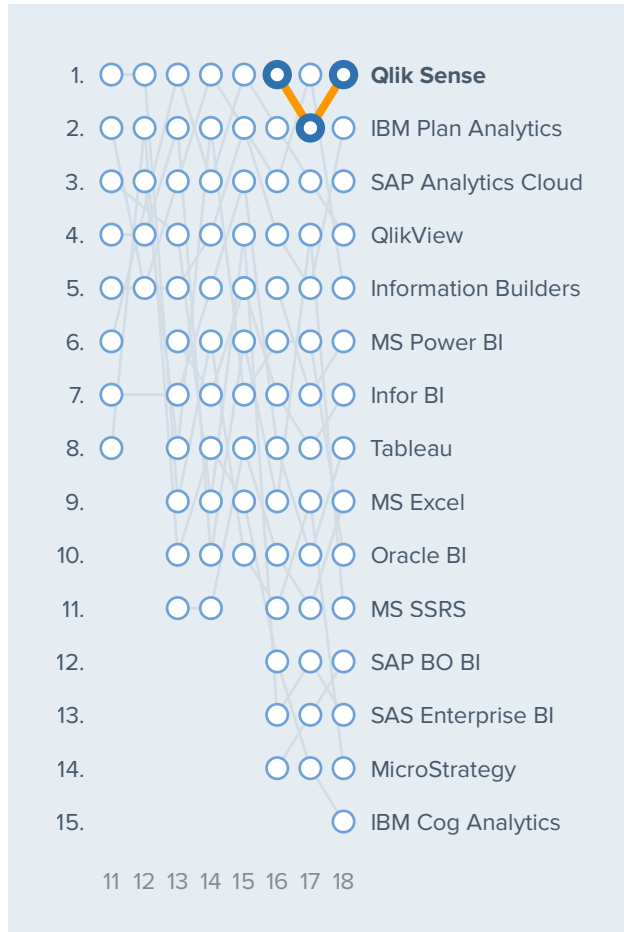 1. Qlik Sense
2. IBM Plan Analytics
3. SAP Analytics Cloud
4. QlikView
5. Information Builders
6. MS Power BI
7. Infor BI
8. Tableau
9. MS Excel
10. Oracle BI
11. MS SSRS
12. SAP BO BI
13. SAS Enterprise BI
14. MicroStrategy
15. IBM Cog Analytics
11 12 13 14 15 16 17 18